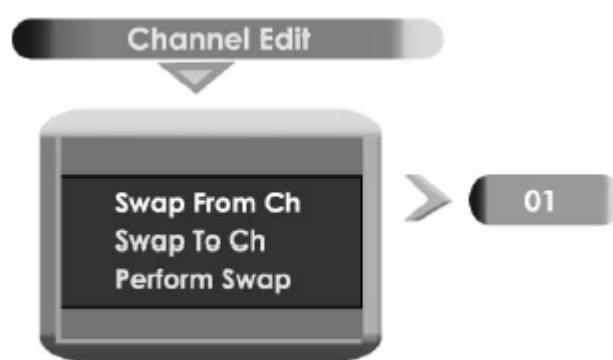 Channel Edit
Swap From Ch
Swap To Ch
Perform Swap
01